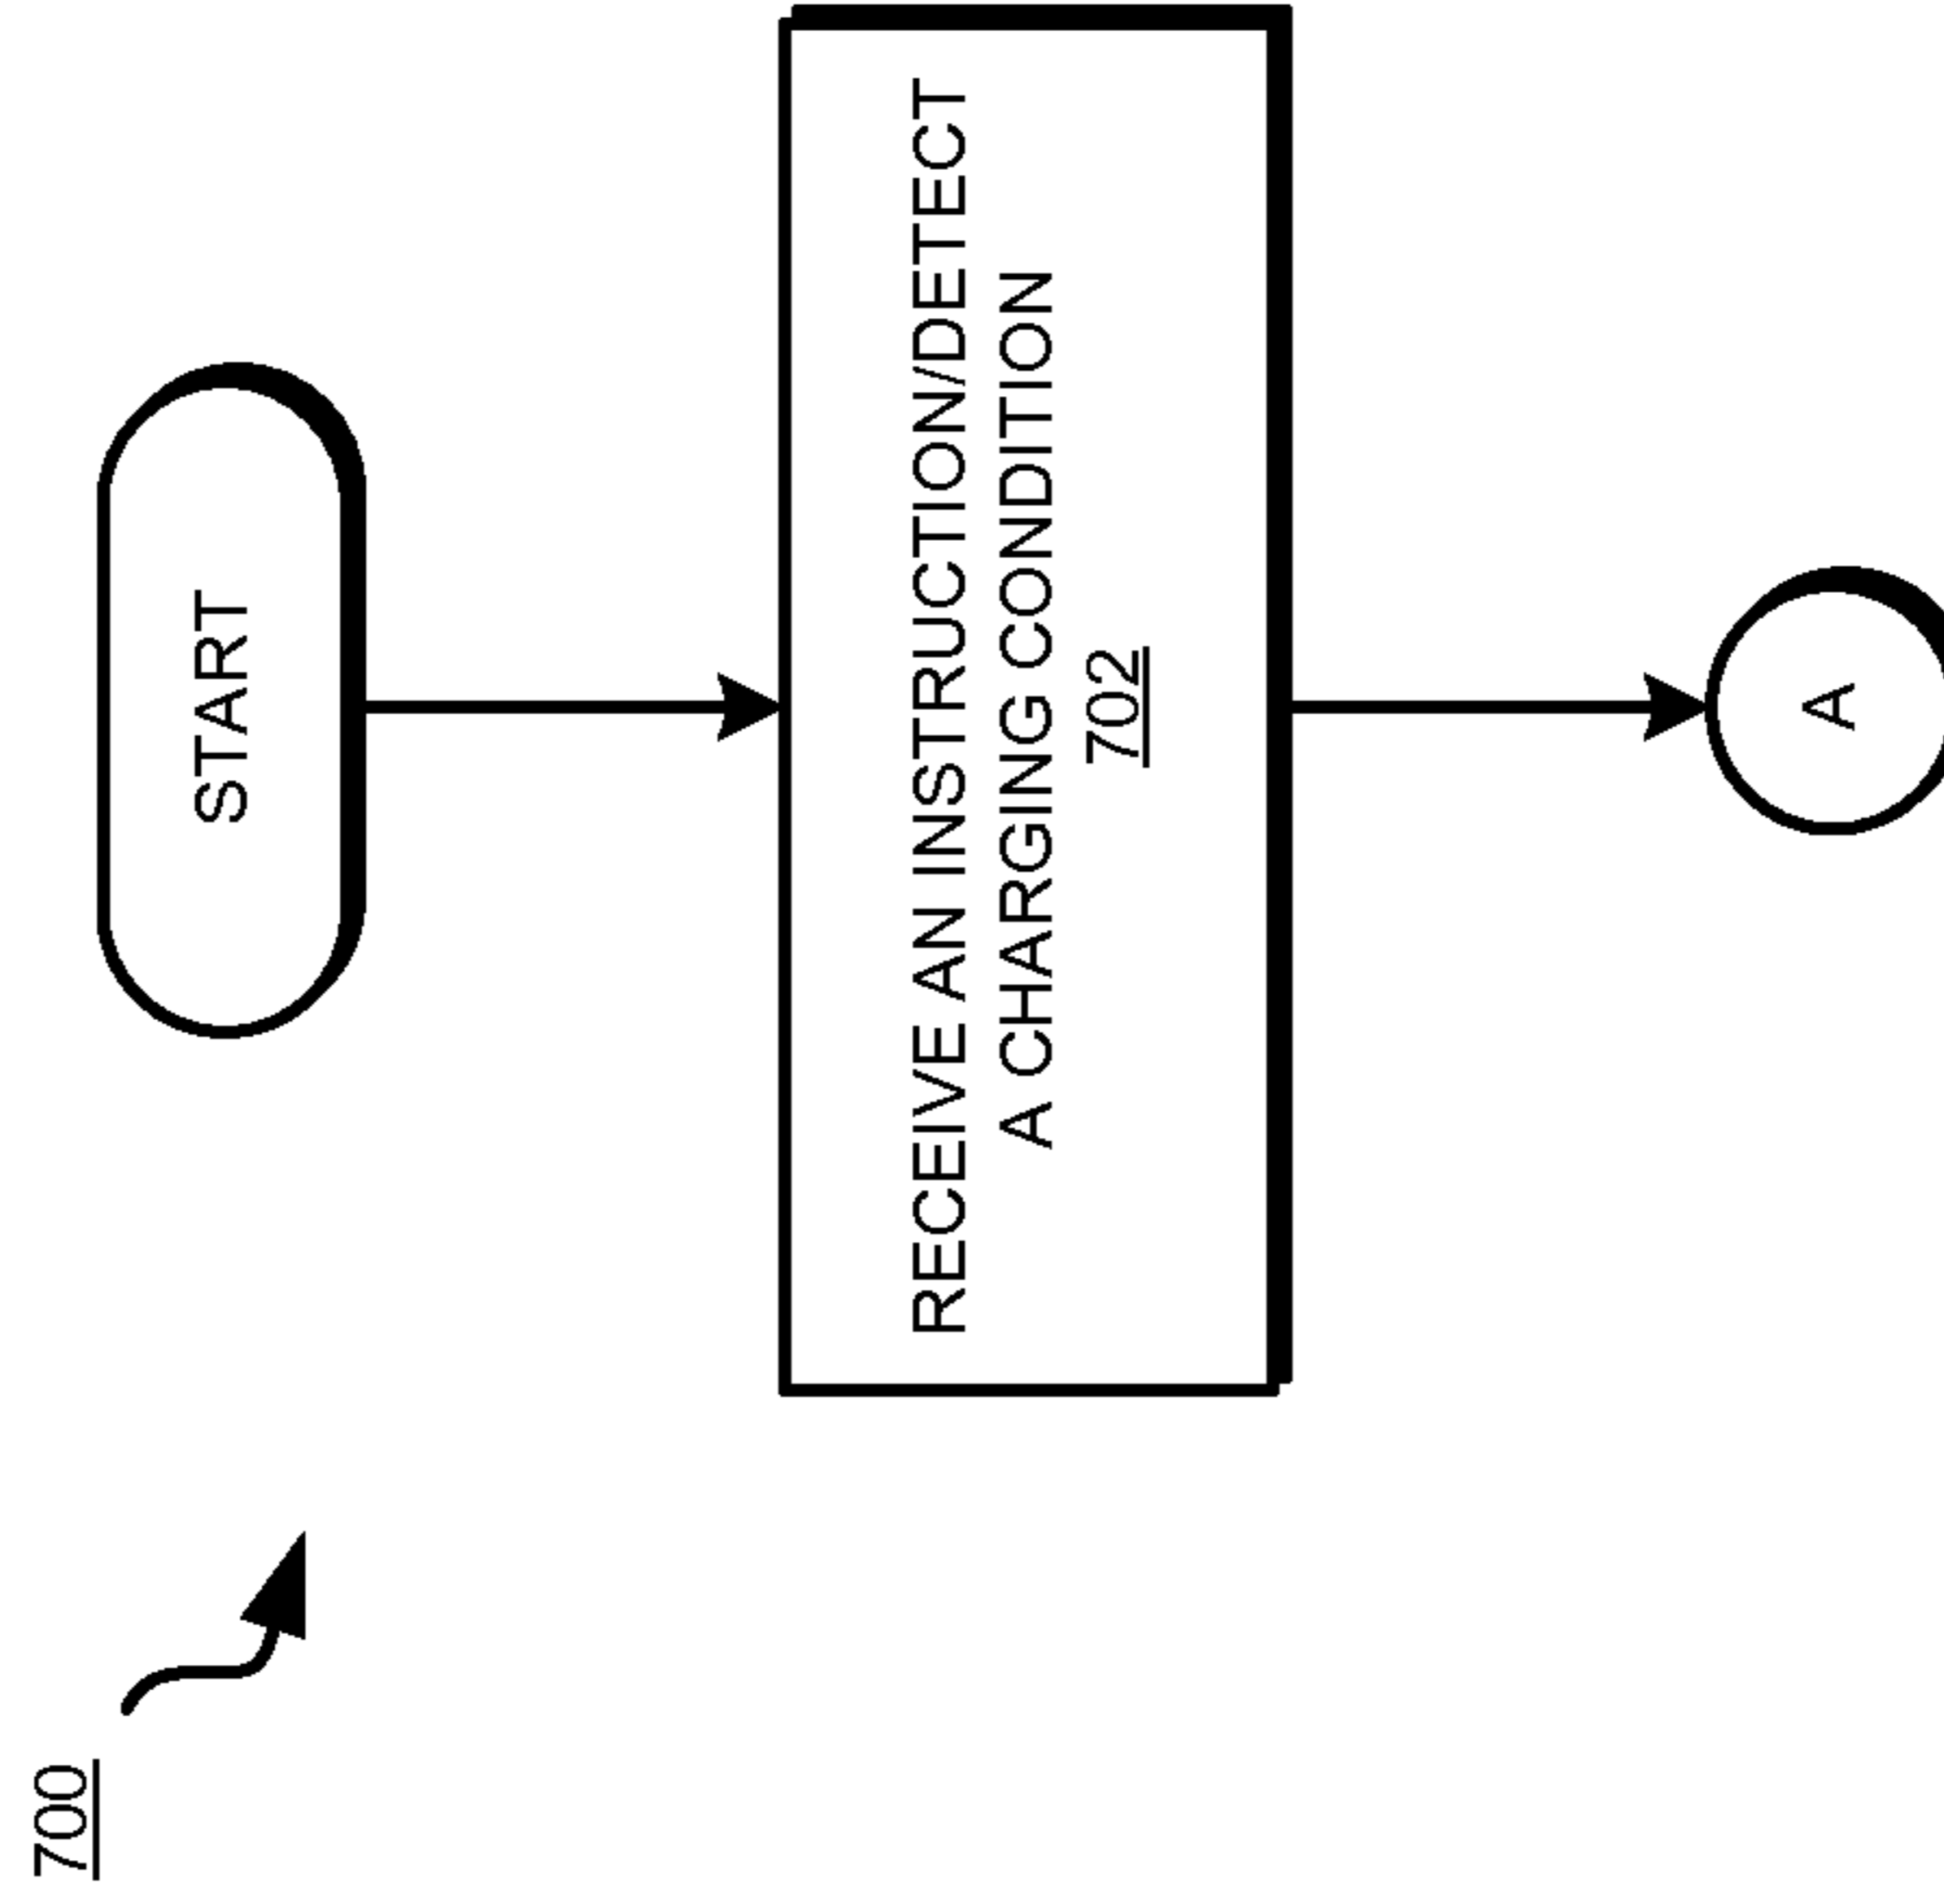 700
START
RECEIVE AN INSTRUCTION/DETECT
A CHARGING CONDITION
702
A